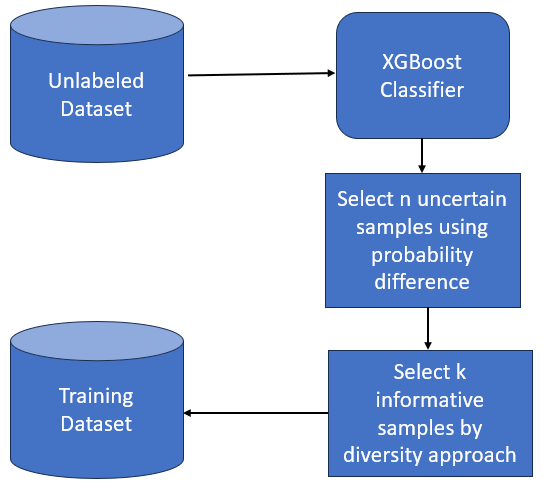 Unlabeled
Dataset
XGBoost
Classifier
Select n uncertain
samples using
probability
difference
Select k
informative
samples by
diversity approach
Training
Dataset